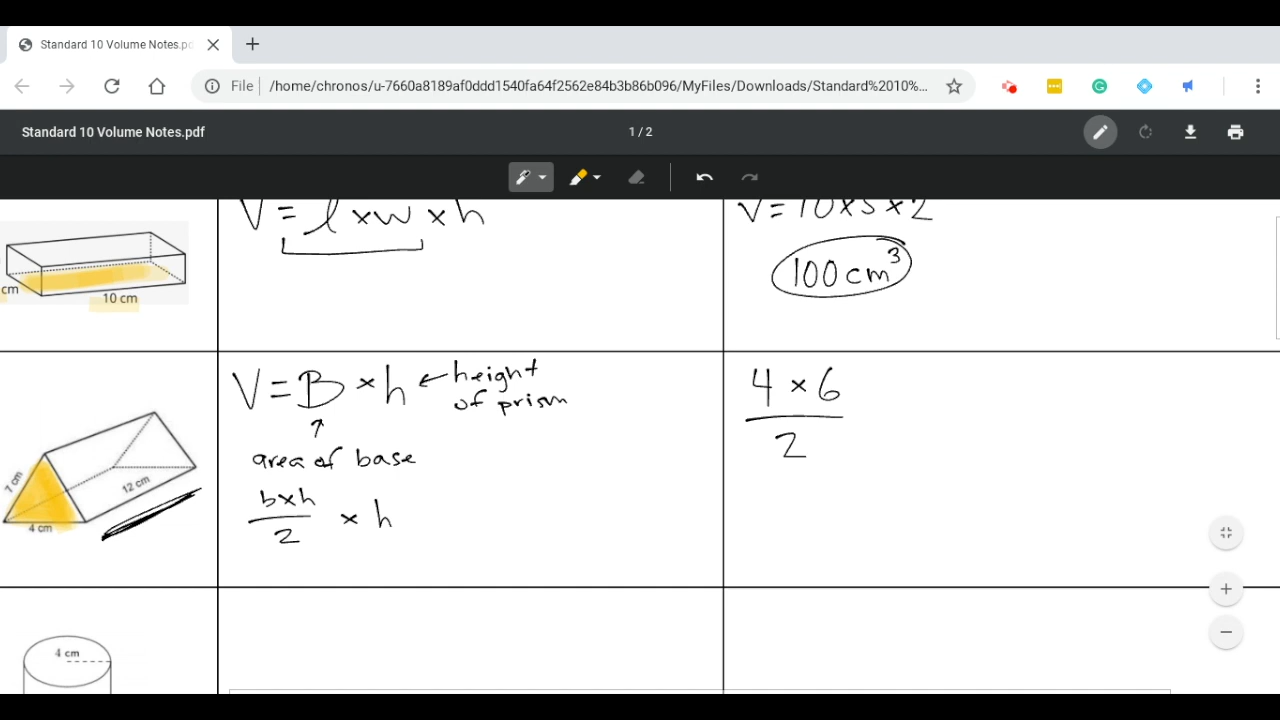 Standard 10 Volume Notes.pd
File
/home/chronos/u-7660a8189af0ddd1540fa64f2562e84b3b86b096/MyFiles/Downloads/Standard%2010%...
Standard 10 Volume Notes.pdf
1 / 2
V = l × w × h
V = 10 × 5 × 2
100 cm³
cm
10 cm
V = B × h ← height
of prism
↑
area of base
b×h
2
× h
4 × 6
2
7 cm
12 cm
4 cm
4 cm